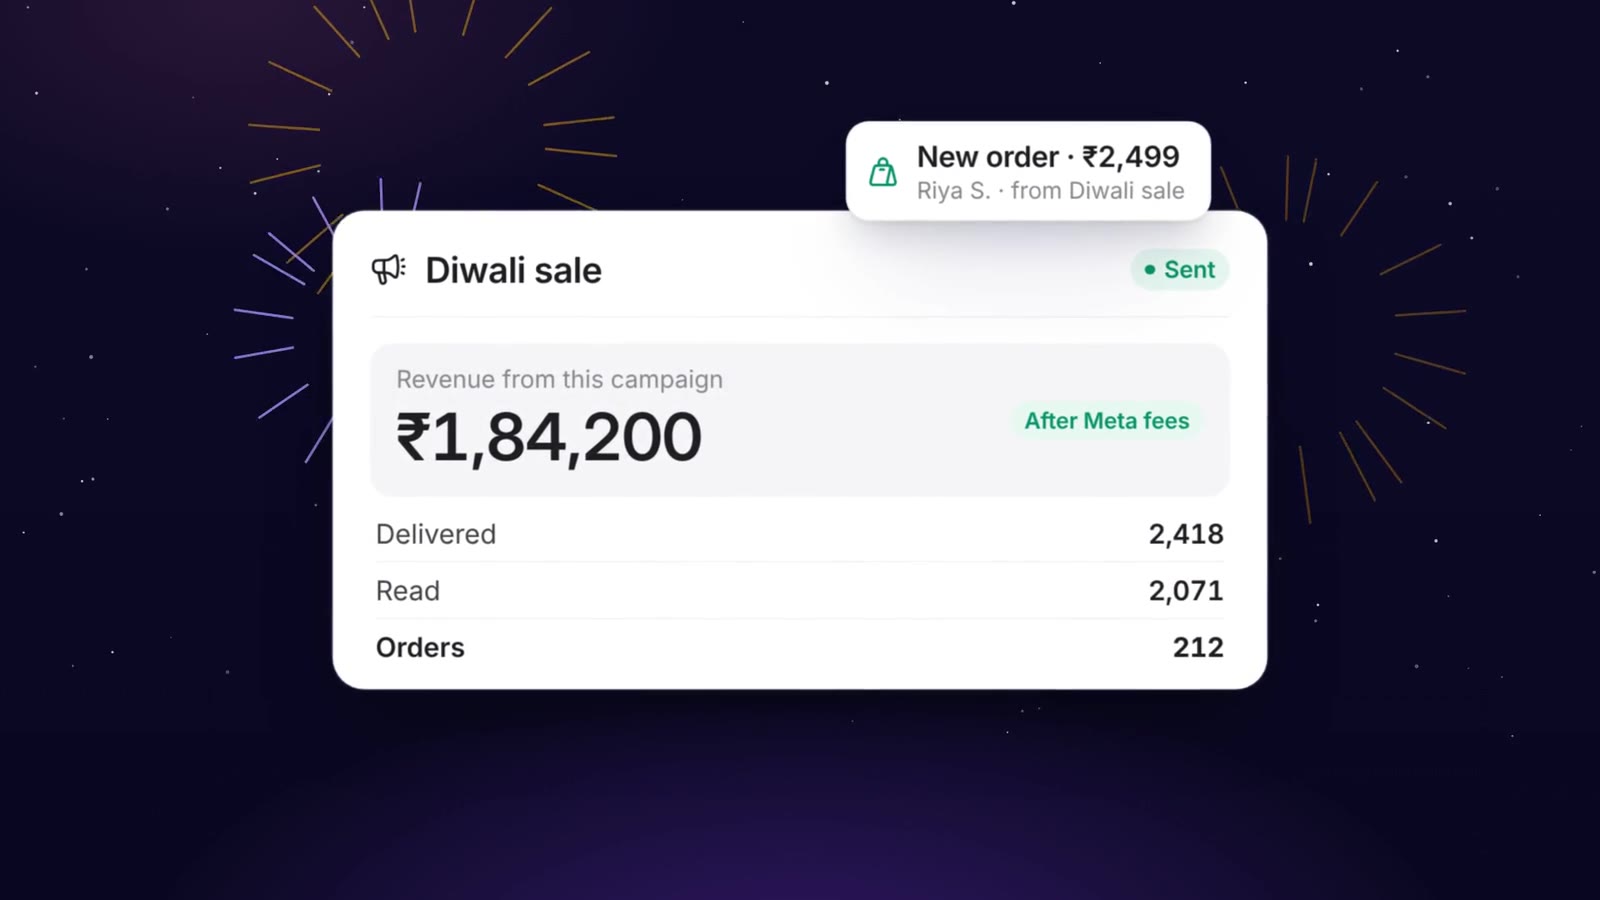 New order · ₹2,499
Riya S. · from Diwali sale
Diwali sale
Sent
Revenue from this campaign
₹1,84,200
After Meta fees
Delivered 2,418
Read 2,071
Orders 212